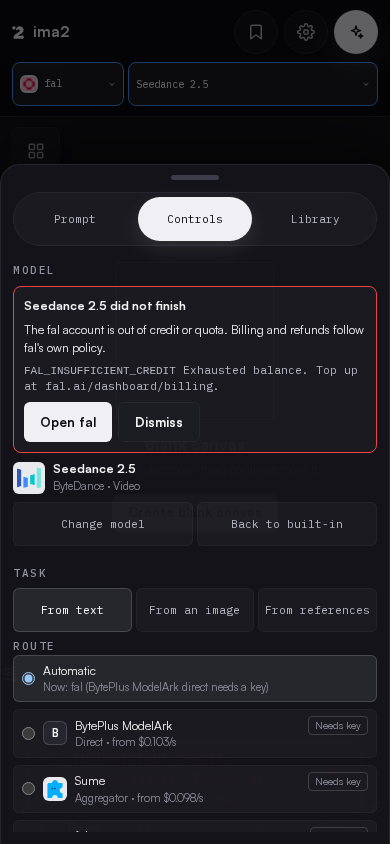 ima2
fal
Seedance 2.5
Prompt
Controls
Library
MODEL
Seedance 2.5 did not finish
The fal account is out of credit or quota. Billing and refunds follow
fal's own policy.
FAL_INSUFFICIENT_CREDIT Exhausted balance. Top up
at fal.ai/dashboard/billing.
Open fal
Dismiss
Seedance 2.5
ByteDance · Video
Change model
Back to built-in
TASK
From text
From an image
From references
ROUTE
Automatic
Now: fal (BytePlus ModelArk direct needs a key)
B
BytePlus ModelArk
Needs key
Direct · from $0.103/s
Sume
Needs key
Aggregator · from $0.098/s